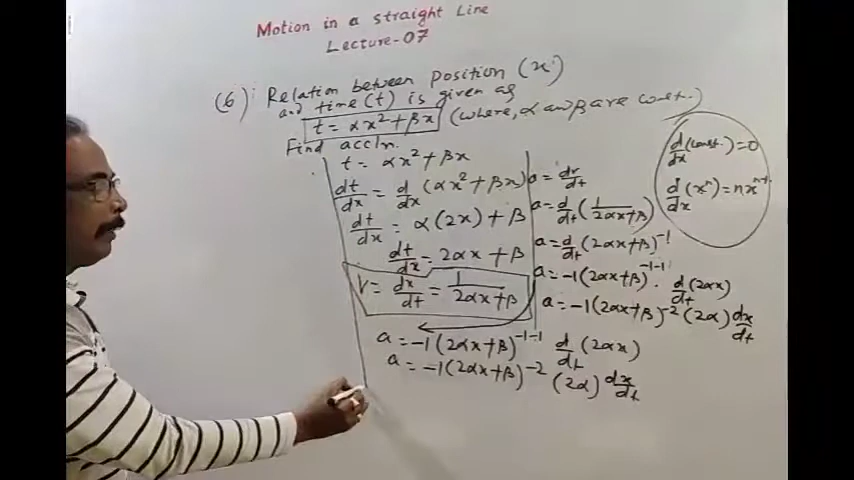 Motion in a straight Line
Lecture-07
(6): Relation between position (x)
and time (t) is given as
t = αx² + βx (where, α and β are const.)
Find accln.
t = αx² + βx
dt/dx = d/dx (αx² + βx)
dt/dx = α(2x) + β
dt/dx = 2αx + β
V = dx/dt = 1/(2αx+β)
a = dv/dt
a = d/dt (1/(2αx+β))
a = d/dt (2αx+β)⁻¹
a = -1(2αx+β)⁻¹⁻¹ · d/dt (2αx)
a = -1(2αx+β)⁻² (2α) dx/dt
a = -1(2αx+β)⁻¹⁻¹ d/dt (2αx)
a = -1(2αx+β)⁻² (2α) dx/dt
d/dx (const.) = 0
d/dx (xⁿ) = nxⁿ⁻¹